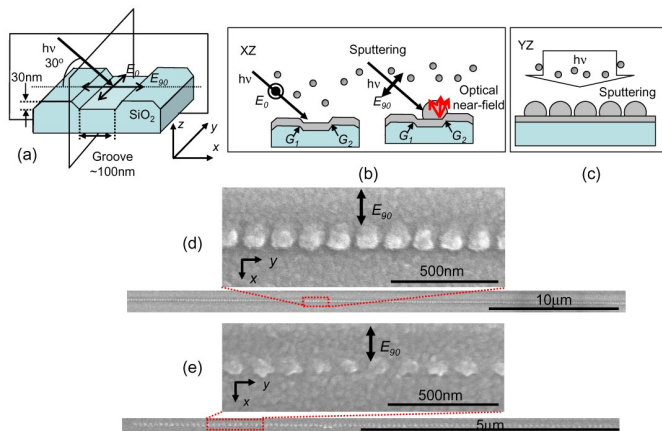 hν
30°
E0
E90
30nm
SiO2
z
y
x
(a)
Groove
~100nm
XZ
Sputtering
hν
E0
hν
E90
Optical
near-field
G1
G2
G1
G2
(b)
YZ
hν
Sputtering
(c)
(d)
E90
y
x
500nm
10μm
(e)
E90
y
x
500nm
5μm